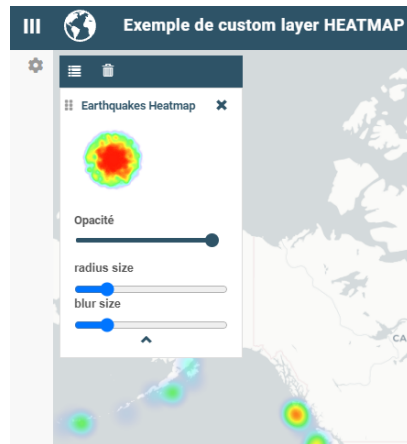 Exemple de custom layer HEATMAP
Earthquakes Heatmap
Opacité
radius size
blur size
CA